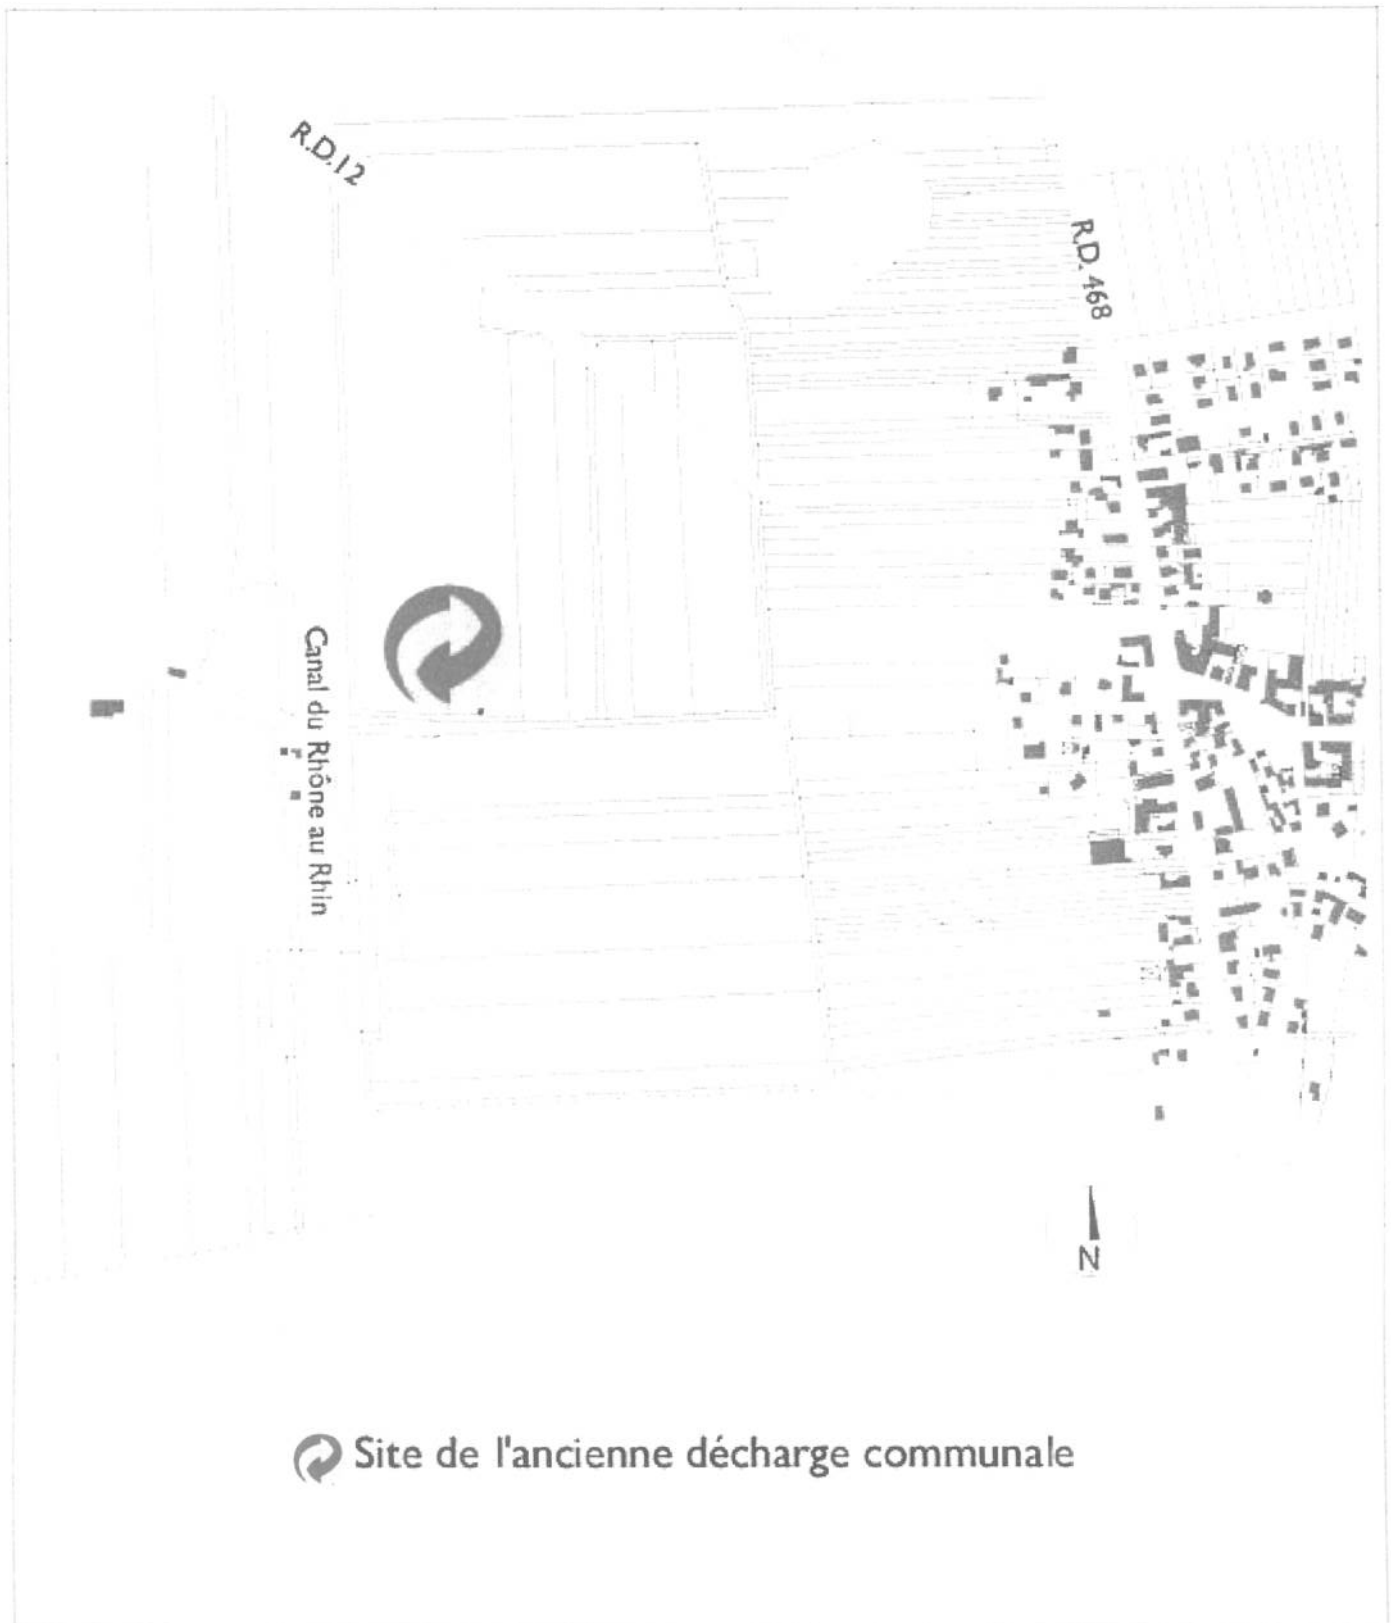 R.D.12
R.D. 468
Canal du Rhône au Rhin
N
Site de l'ancienne décharge communale